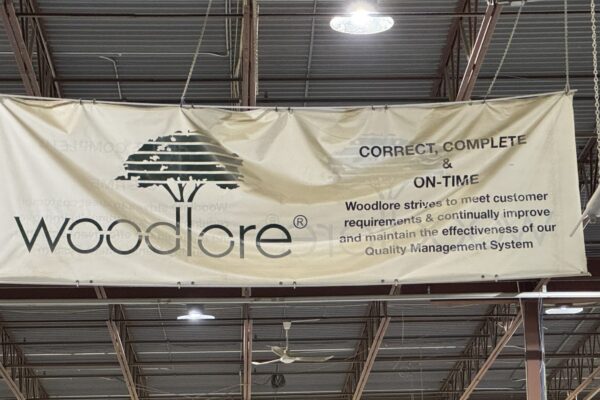 woodlore®
CORRECT, COMPLETE
&
ON-TIME
Woodlore strives to meet customer
requirements & continually improve
and maintain the effectiveness of our
Quality Management System